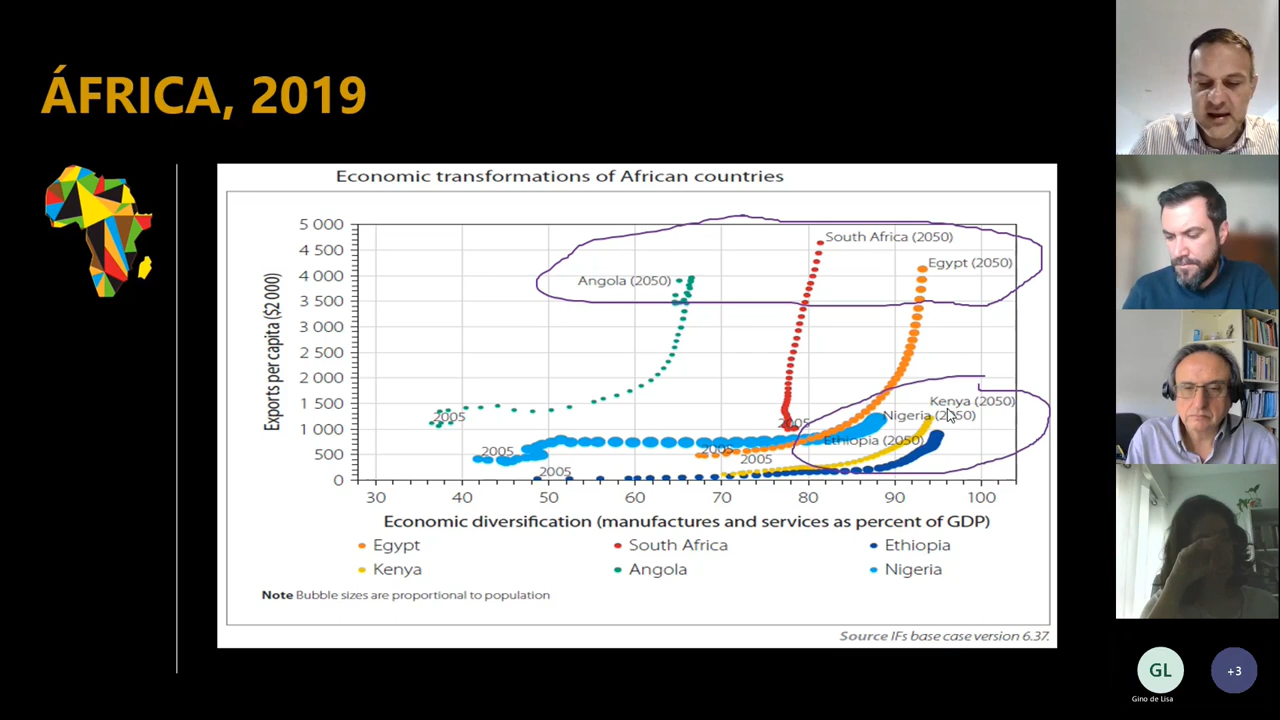 ÁFRICA, 2019
Economic transformations of African countries
Exports per capita ($2 000)
5 000
4 500
4 000
3 500
3 000
2 500
2 000
1 500
1 000
500
0
South Africa (2050)
Egypt (2050)
Angola (2050)
Kenya (2050)
Nigeria (2050)
Ethiopia (2050)
2005
2005
2005
2005
2005
2005
30 40 50 60 70 80 90 100
Economic diversification (manufactures and services as percent of GDP)
Egypt South Africa Ethiopia
Kenya Angola Nigeria
Note Bubble sizes are proportional to population
Source IFs base case version 6.37.
GL
Gino de Lisa
+3